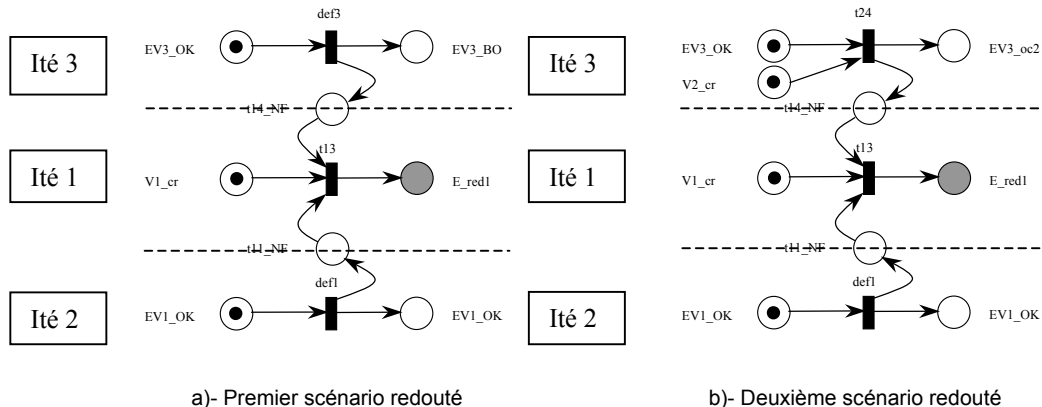 def3
Ité 3
EV3_OK
EV3_BO
t14_NF
t13
Ité 1
V1_cr
E_red1
t11_NF
def1
Ité 2
EV1_OK
EV1_OK
a)- Premier scénario redouté
t24
Ité 3
EV3_OK
EV3_oc2
V2_cr
t14_NF
t13
Ité 1
V1_cr
E_red1
t11_NF
def1
Ité 2
EV1_OK
EV1_OK
b)- Deuxième scénario redouté